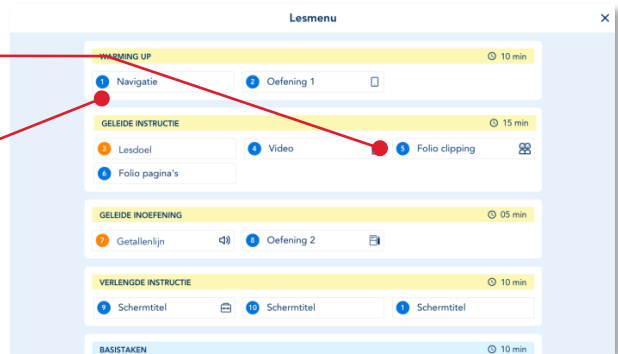 Lesmenu
WARMING UP 10 min
1 Navigatie 2 Oefening 1
GELEIDE INSTRUCTIE 15 min
3 Lesdoel 4 Video 5 Folio clipping
6 Folio pagina's
GELEIDE INOEFENING 05 min
7 Getallenlijn 8 Oefening 2
VERLENGDE INSTRUCTIE 10 min
9 Schermtitel 10 Schermtitel 1 Schermtitel
BASISTAKEN 10 min